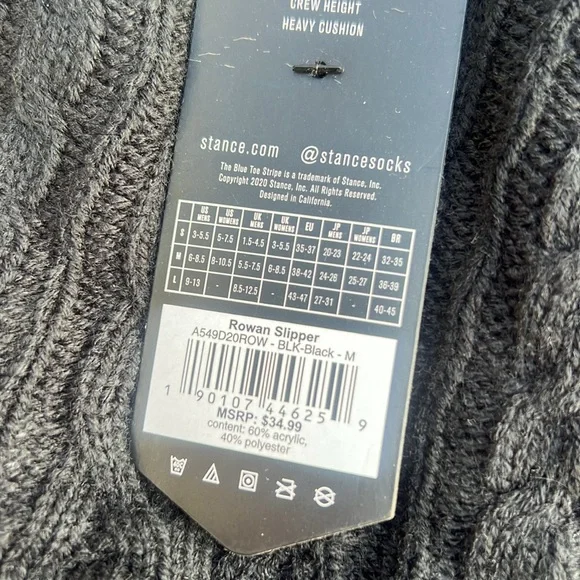 CREW HEIGHT
HEAVY CUSHION
stance.com @stancesocks
The Blue Toe Stripe is a trademark of Stance, Inc.
Copyright 2020 Stance, Inc. All Rights Reserved.
Designed in California.
US MENS US WOMENS UK MENS UK WOMENS EU JP MENS JP WOMENS BR
S 3-5.5 5-7.5 1.5-4.5 3-5.5 35-37 20-23 22-24 32-35
M 6-8.5 8-10.5 5.5-7.5 6-8.5 38-42 24-26 25-27 36-39
L 9-13 - 8.5-12.5 - 43-47 27-31 - 40-45
Rowan Slipper
A549D20ROW - BLK-Black - M
1 90107 44625 9
MSRP: $34.99
content: 60% acrylic,
40% polyester